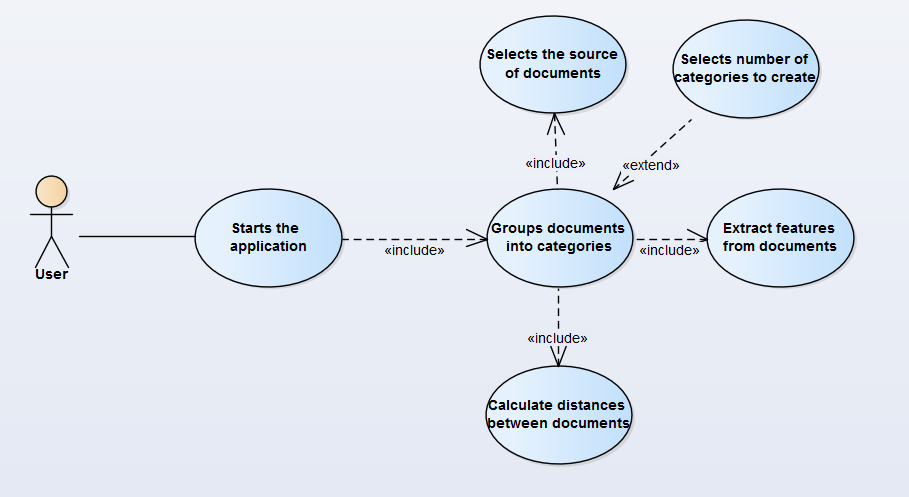 Selects the source
of documents
Selects number of
categories to create
«include»
«extend»
User
Starts the
application
«include»
Groups documents
into categories
«include»
Extract features
from documents
«include»
Calculate distances
between documents